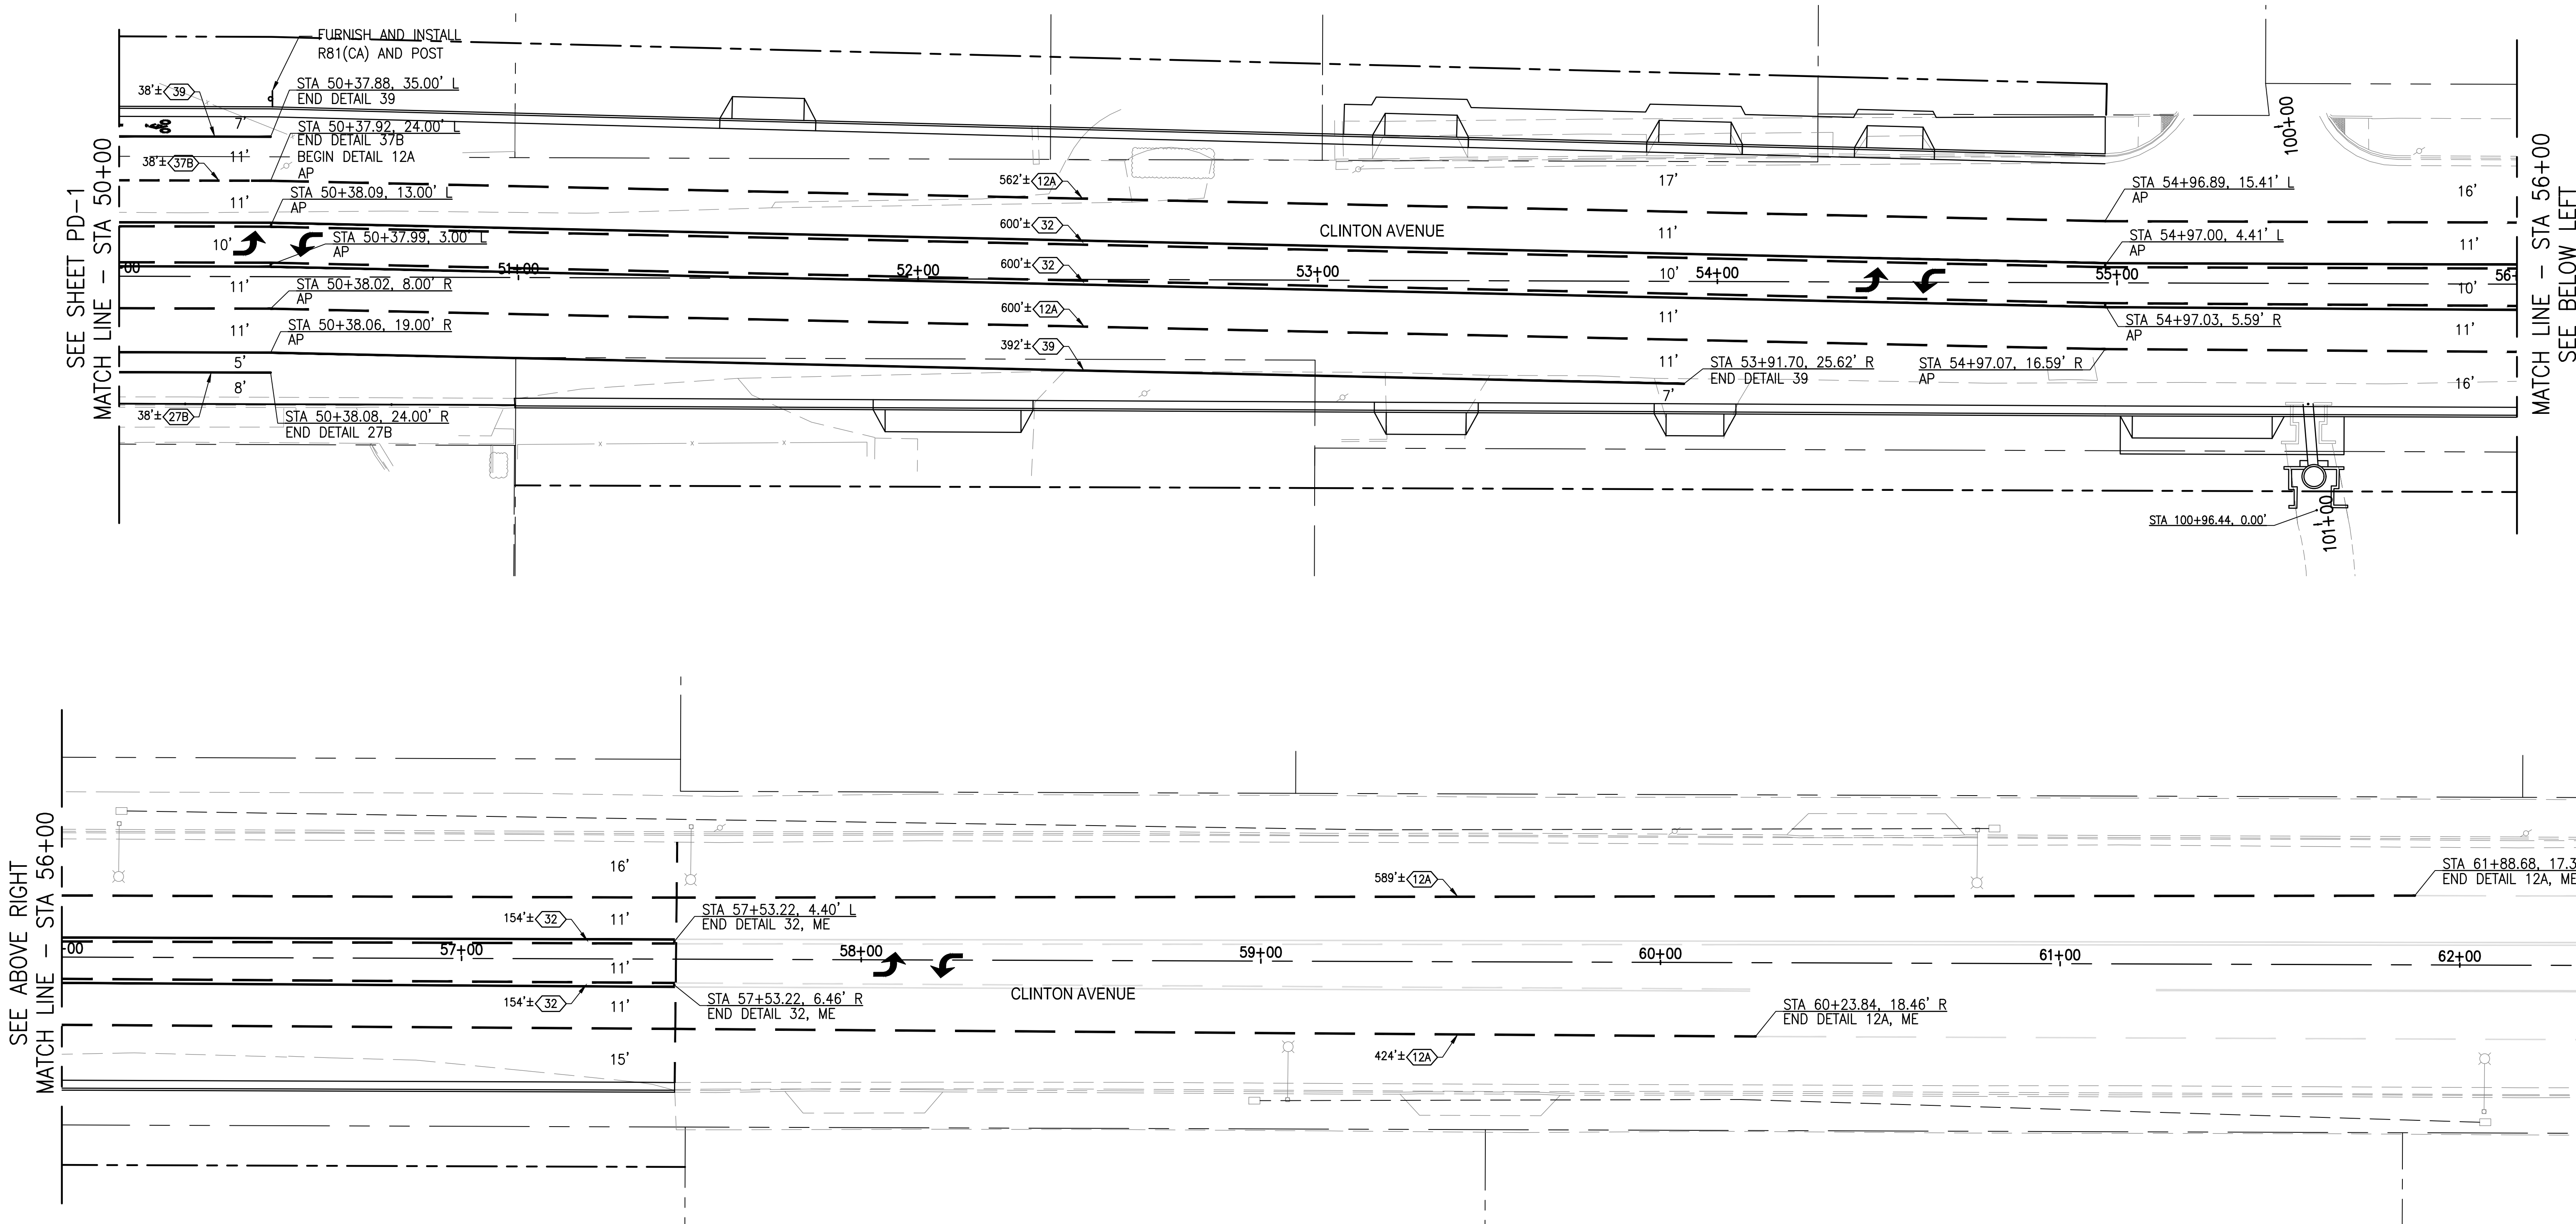 FURNISH AND INSTALL
R81(CA) AND POST
38'± 39
STA 50+37.88, 35.00' L
END DETAIL 39
7'
STA 50+37.92, 24.00' L
END DETAIL 37B
BEGIN DETAIL 12A
AP
11'
38'± 37B
STA 50+38.09, 13.00' L
AP
11'
10'
STA 50+37.99, 3.00' L
AP
11'
STA 50+38.02, 8.00' R
AP
11'
STA 50+38.06, 19.00' R
AP
5'
8'
38'± 27B
STA 50+38.08, 24.00' R
END DETAIL 27B
SEE SHEET PD-1
MATCH LINE - STA 50+00
-00
51+00
52+00
53+00
54+00
55+00
56+
562'± 12A
600'± 32
600'± 32
600'± 12A
392'± 39
CLINTON AVENUE
17'
11'
10'
11'
11'
7'
STA 53+91.70, 25.62' R
END DETAIL 39
STA 54+96.89, 15.41' L
AP
STA 54+97.00, 4.41' L
AP
STA 54+97.03, 5.59' R
AP
STA 54+97.07, 16.59' R
AP
100+00
16'
11'
10'
11'
16'
STA 100+96.44, 0.00'
101+00
MATCH LINE - STA 56+00
SEE BELOW LEFT
SEE ABOVE RIGHT
MATCH LINE - STA 56+00
16'
11'
11'
11'
15'
154'± 32
154'± 32
STA 57+53.22, 4.40' L
END DETAIL 32, ME
STA 57+53.22, 6.46' R
END DETAIL 32, ME
-00
57+00
58+00
59+00
60+00
61+00
62+00
CLINTON AVENUE
589'± 12A
424'± 12A
STA 60+23.84, 18.46' R
END DETAIL 12A, ME
STA 61+88.68, 17.3
END DETAIL 12A, ME